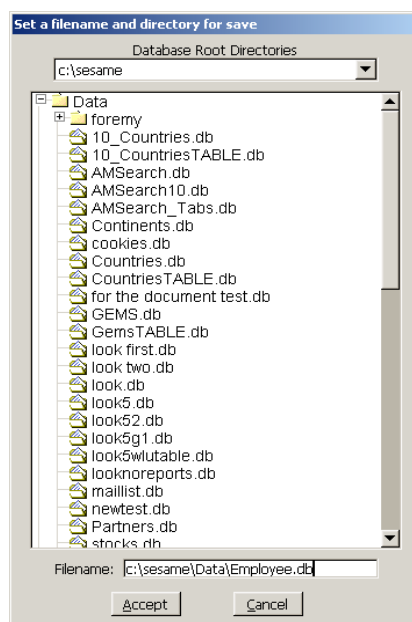 Set a filename and directory for save
Database Root Directories
c:\sesame
Data
foremy
10_Countries.db
10_CountriesTABLE.db
AMSearch.db
AMSearch10.db
AMSearch_Tabs.db
Continents.db
cookies.db
Countries.db
CountriesTABLE.db
for the document test.db
GEMS.db
GemsTABLE.db
look first.db
look two.db
look.db
look5.db
look52.db
look5g1.db
look5wlutable.db
looknoreports.db
maillist.db
newtest.db
Partners.db
stocks.db
Filename: c:\sesame\Data\Employee.db
Accept Cancel